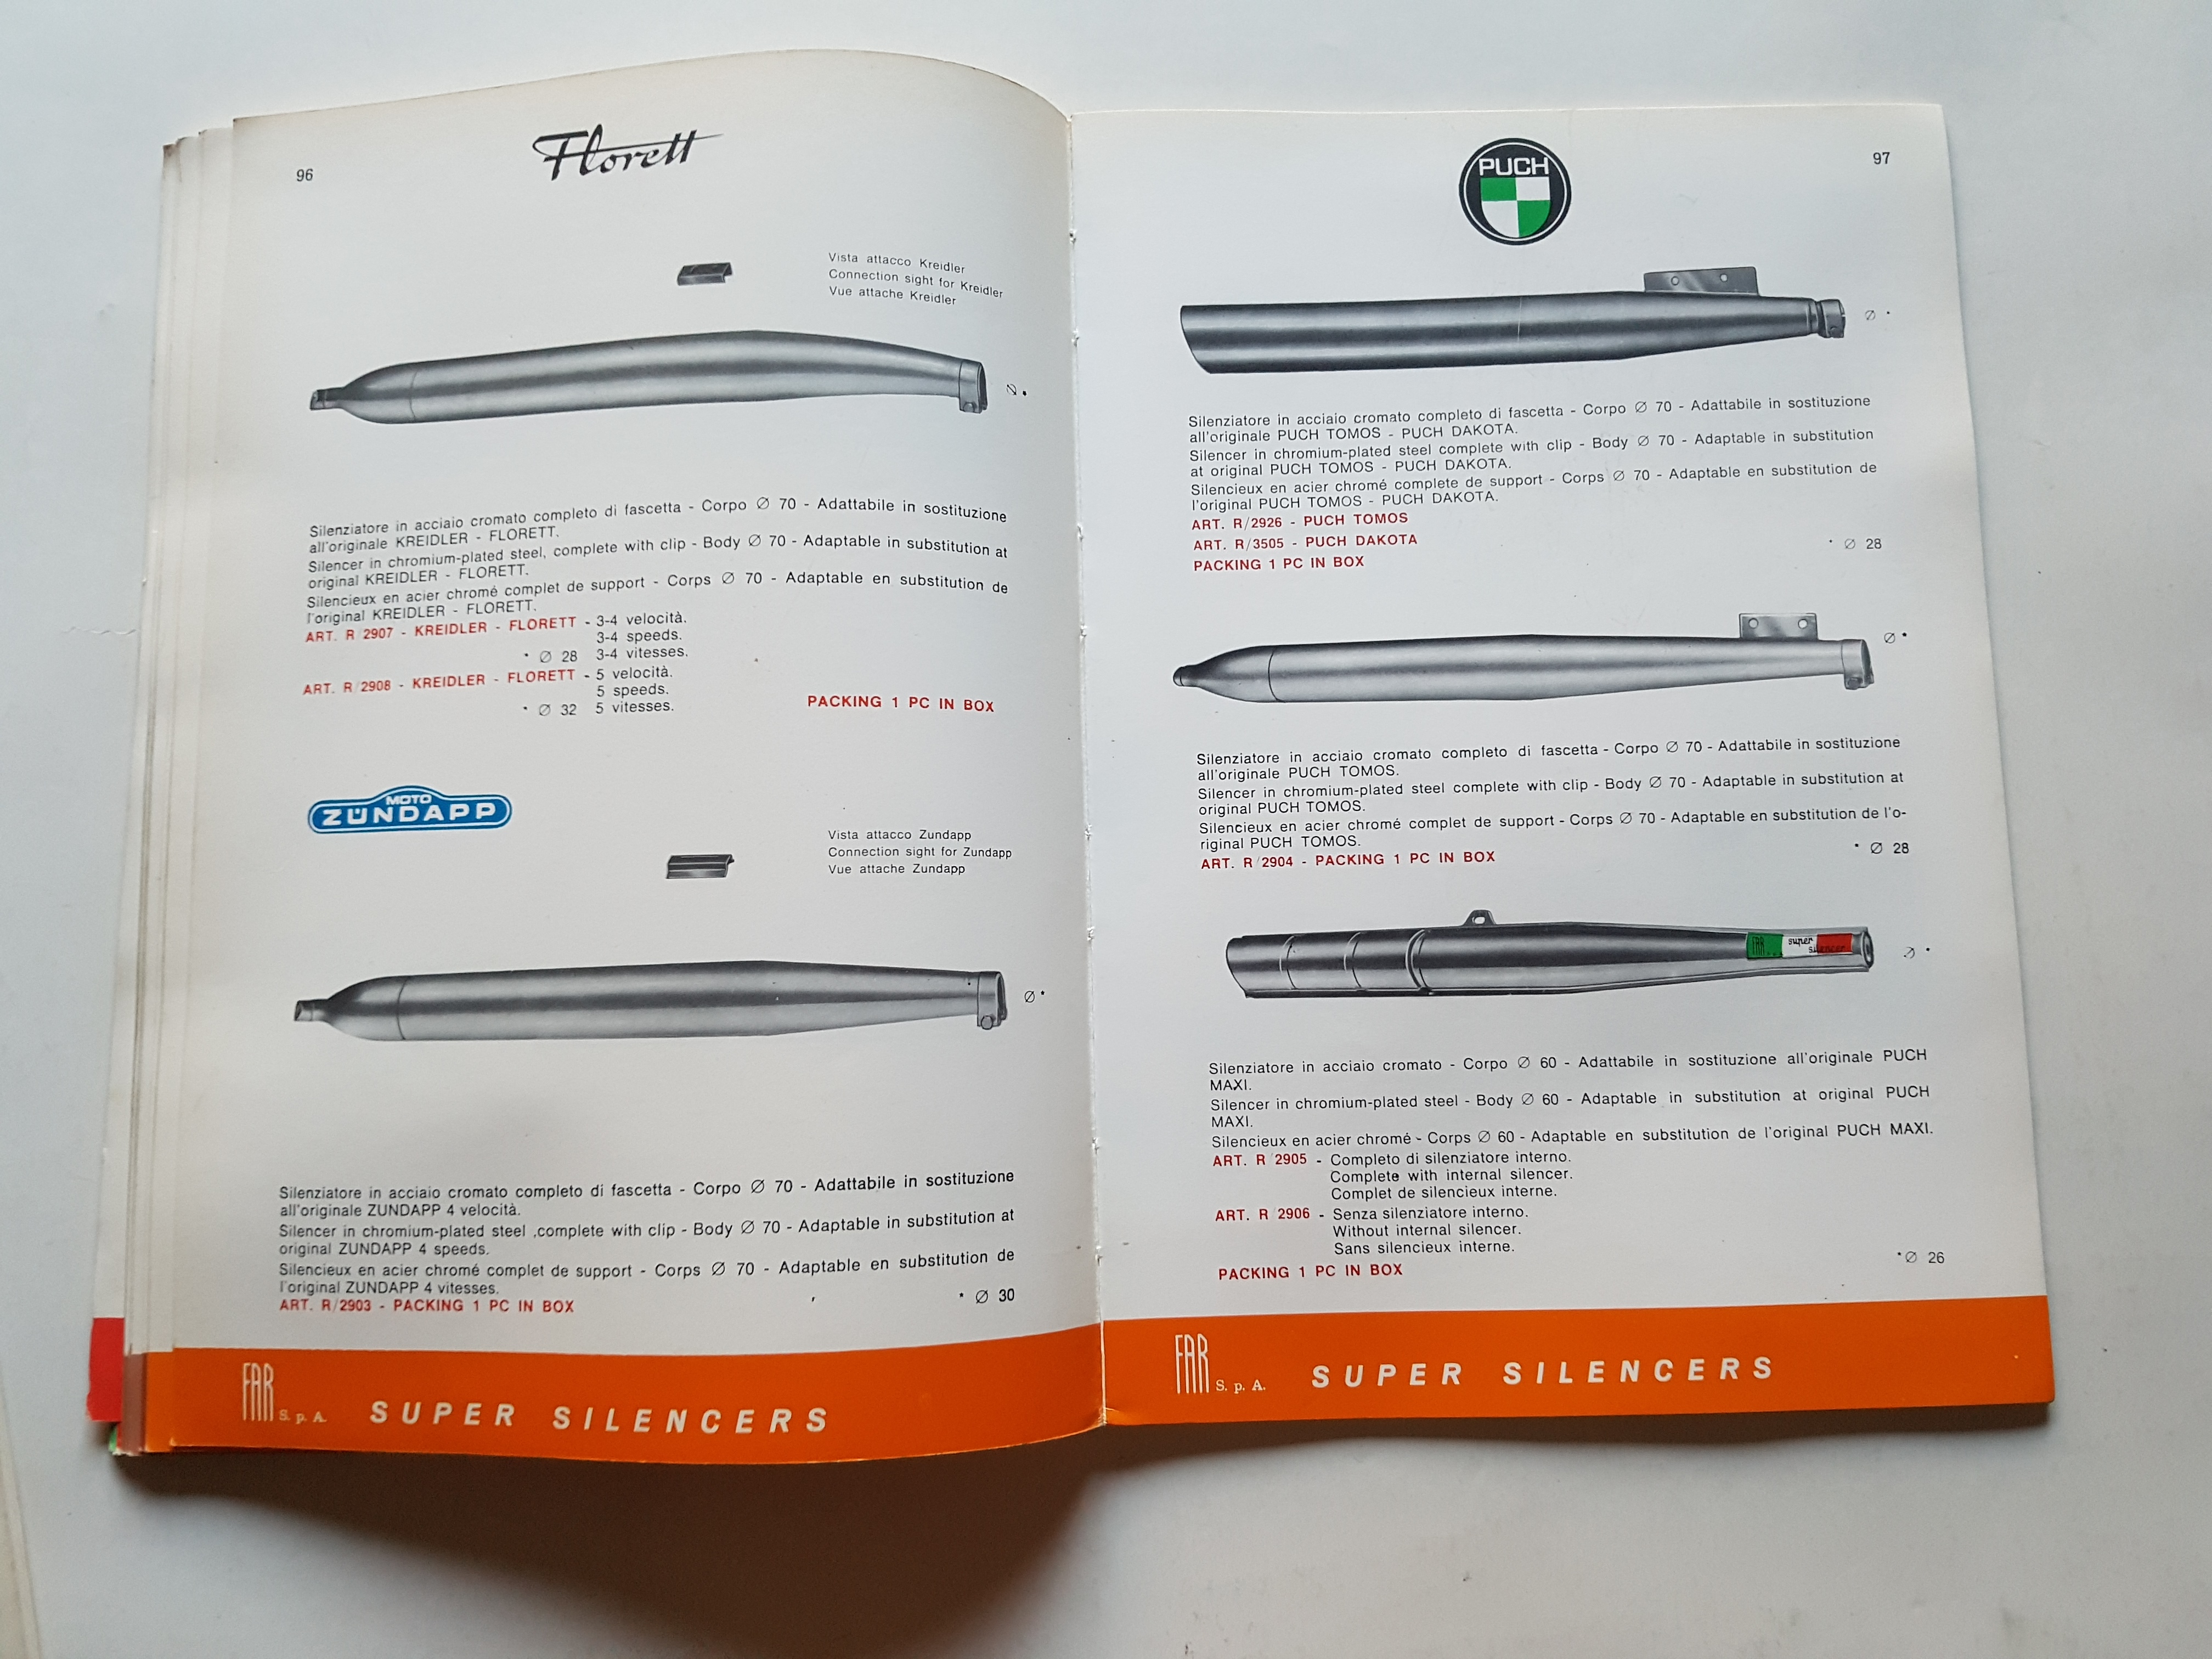 96
Florett
Vista attacco Kreidler
Connection sight for Kreidler
Vue attache Kreidler
Ø *
Silenziatore in acciaio cromato completo di fascetta - Corpo Ø 70 - Adattabile in sostituzione
all'originale KREIDLER - FLORETT.
Silencer in chromium-plated steel, complete with clip - Body Ø 70 - Adaptable in substitution at
original KREIDLER - FLORETT.
Silencieux en acier chromé complet de support - Corps Ø 70 - Adaptable en substitution de
l'original KREIDLER - FLORETT.
ART. R/2907 - KREIDLER - FLORETT - 3-4 velocità.
3-4 speeds.
* Ø 28 3-4 vitesses.
ART. R/2908 - KREIDLER - FLORETT - 5 velocità.
5 speeds.
* Ø 32 5 vitesses.
PACKING 1 PC IN BOX
MOTO
ZÜNDAPP
Vista attacco Zundapp
Connection sight for Zundapp
Vue attache Zundapp
Ø *
Silenziatore in acciaio cromato completo di fascetta - Corpo Ø 70 - Adattabile in sostituzione
all'originale ZUNDAPP 4 velocità.
Silencer in chromium-plated steel ,complete with clip - Body Ø 70 - Adaptable in substitution at
original ZUNDAPP 4 speeds.
Silencieux en acier chromé complet de support - Corps Ø 70 - Adaptable en substitution de
l'original ZUNDAPP 4 vitesses.
ART. R/2903 - PACKING 1 PC IN BOX
* Ø 30
FAR S. p. A. SUPER SILENCERS
97
PUCH
Ø *
Silenziatore in acciaio cromato completo di fascetta - Corpo Ø 70 - Adattabile in sostituzione
all'originale PUCH TOMOS - PUCH DAKOTA.
Silencer in chromium-plated steel complete with clip - Body Ø 70 - Adaptable in substitution
at original PUCH TOMOS - PUCH DAKOTA.
Silencieux en acier chromé complete de support - Corps Ø 70 - Adaptable en substitution de
l'original PUCH TOMOS - PUCH DAKOTA.
ART. R/2926 - PUCH TOMOS
ART. R/3505 - PUCH DAKOTA
* Ø 28
PACKING 1 PC IN BOX
Ø *
Silenziatore in acciaio cromato completo di fascetta - Corpo Ø 70 - Adattabile in sostituzione
all'originale PUCH TOMOS.
Silencer in chromium-plated steel complete with clip - Body Ø 70 - Adaptable in substitution at
original PUCH TOMOS.
Silencieux en acier chromé complet de support - Corps Ø 70 - Adaptable en substitution de l'o-
riginal PUCH TOMOS.
* Ø 28
ART. R/2904 - PACKING 1 PC IN BOX
FAR super
silencer
Ø *
Silenziatore in acciaio cromato - Corpo Ø 60 - Adattabile in sostituzione all'originale PUCH
MAXI.
Silencer in chromium-plated steel - Body Ø 60 - Adaptable in substitution at original PUCH
MAXI.
Silencieux en acier chromé - Corps Ø 60 - Adaptable en substitution de l'original PUCH MAXI.
ART. R/2905 - Completo di silenziatore interno.
Complete with internal silencer.
Complet de silencieux interne.
ART. R/2906 - Senza silenziatore interno.
Without internal silencer.
Sans silencieux interne.
* Ø 26
PACKING 1 PC IN BOX
FAR S. p. A. SUPER SILENCERS